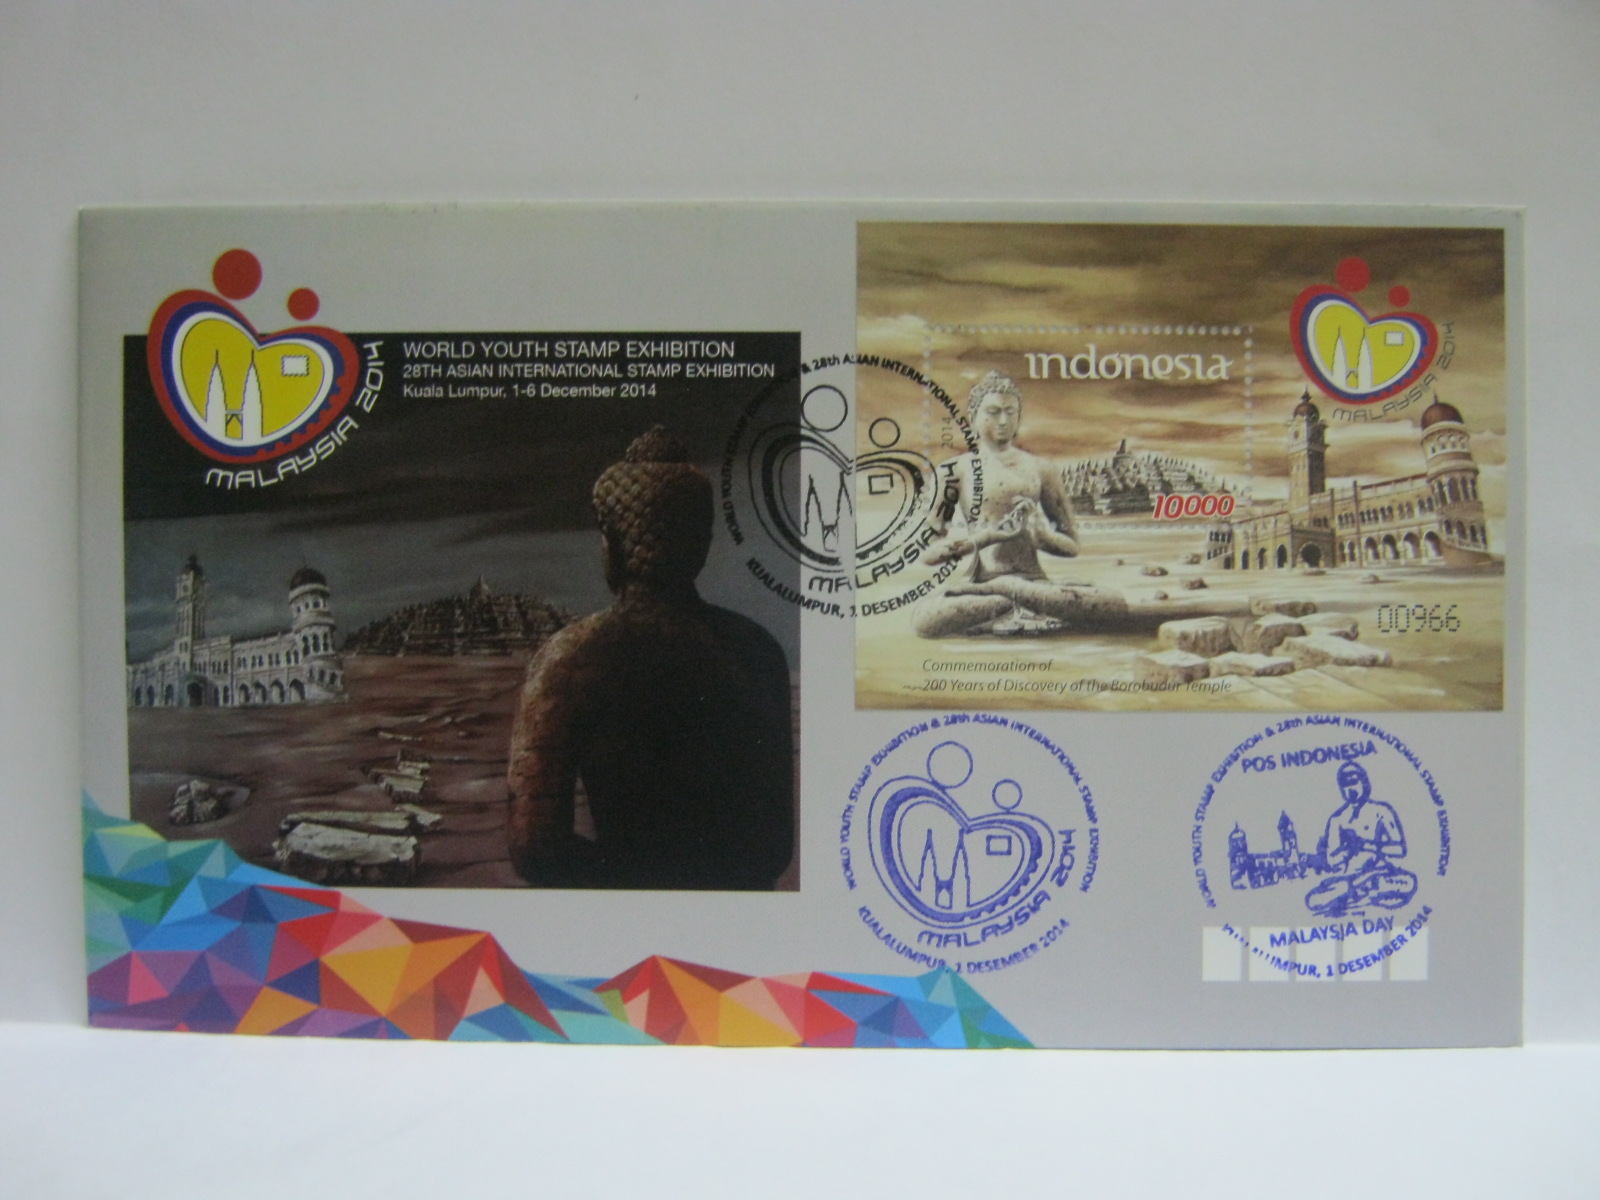 MALAYSIA 2014
WORLD YOUTH STAMP EXHIBITION
28TH ASIAN INTERNATIONAL STAMP EXHIBITION
Kuala Lumpur, 1-6 December 2014
indonesia
2014
10000
MALAYSIA 2014
00966
Commemoration of
200 Years of Discovery of the Borobudur Temple
WORLD YOUTH STAMP EXHIBITION & 28th ASIAN INTERNATIONAL STAMP EXHIBITION
MALAYSIA 2014
KUALALUMPUR, 1 DESEMBER 2014
WORLD YOUTH STAMP EXHIBITION & 28th ASIAN INTERNATIONAL STAMP EXHIBITION
MALAYSIA 2014
KUALALUMPUR, 1 DESEMBER 2014
WORLD YOUTH STAMP EXHIBITION & 28th ASIAN INTERNATIONAL STAMP EXHIBITION
POS INDONESIA
MALAYSIA DAY
1 DESEMBER 2014